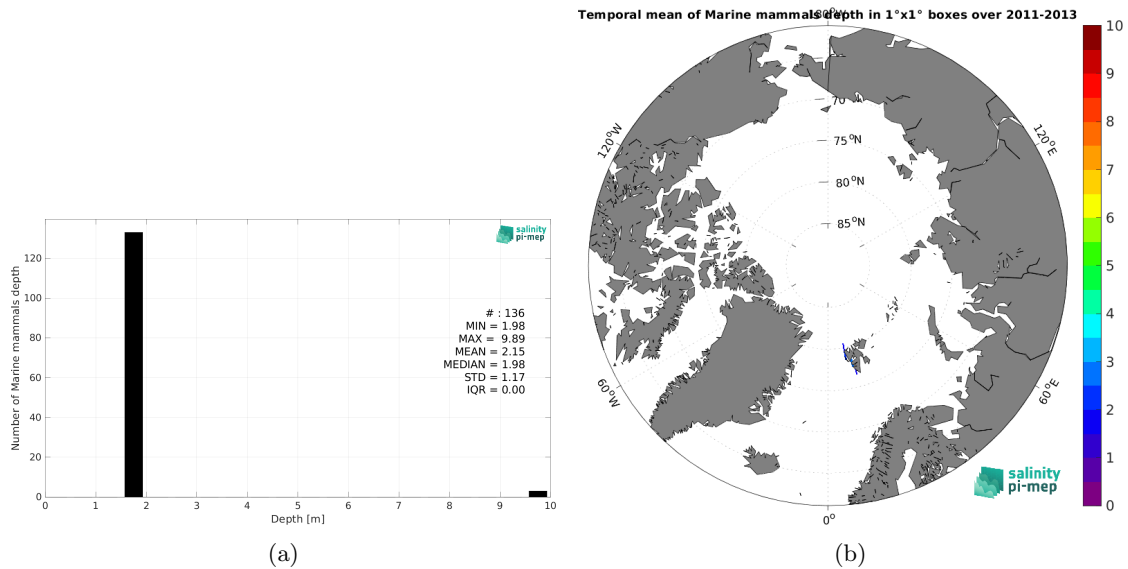 Temporal mean of Marine mammals depth in 1°x1° boxes over 2011-2013
180°W
120°W
120°E
60°W
60°E
0°
70°N
75°N
80°N
85°N
10
9
8
7
6
5
4
3
2
1
0
salinity
pi-mep
Number of Marine mammals depth
120
100
80
60
40
20
0
0 1 2 3 4 5 6 7 8 9 10
Depth [m]
salinity
pi-mep
# : 136
MIN = 1.98
MAX = 9.89
MEAN = 2.15
MEDIAN = 1.98
STD = 1.17
IQR = 0.00
(a)
(b)